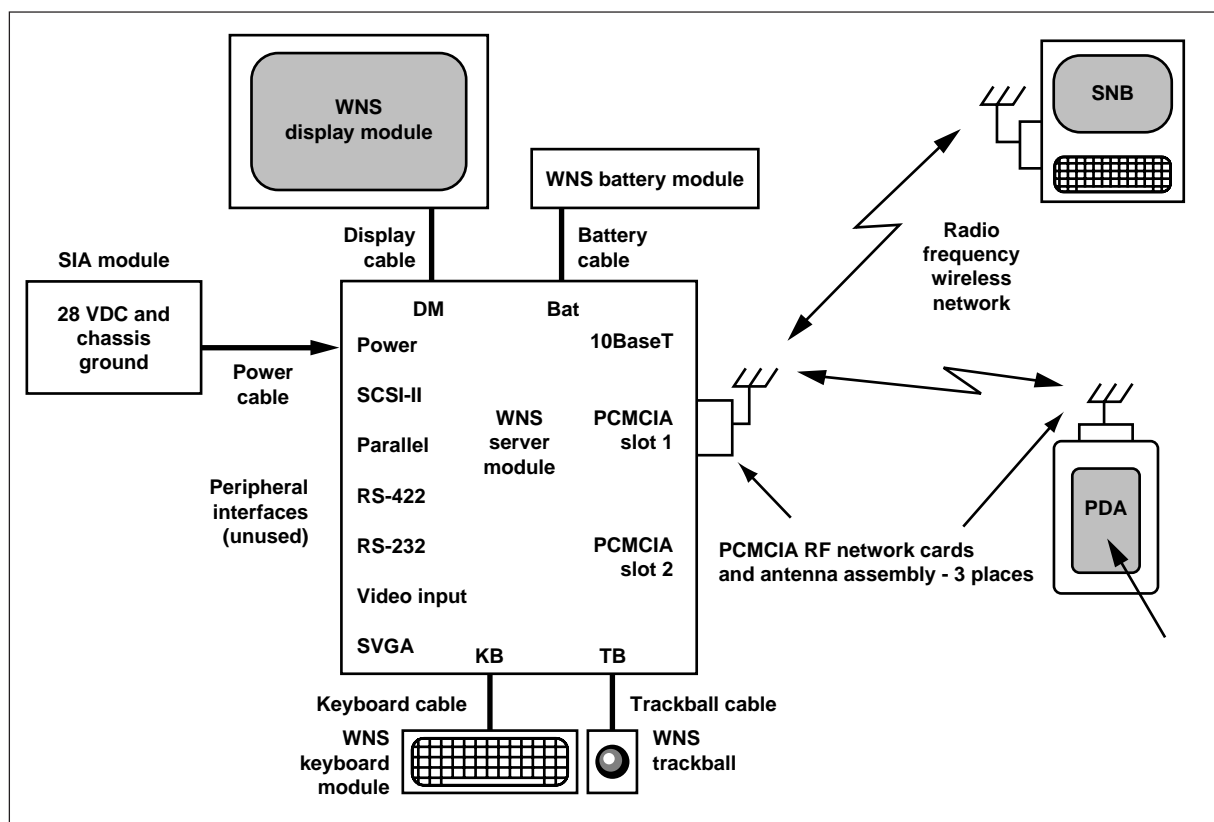 WNS
display module
WNS battery module
SNB
Display
cable
Battery
cable
Radio
frequency
wireless
network
SIA module
28 VDC and
chassis
ground
Power
cable
DM
Bat
Power
10BaseT
SCSI-II
Parallel
RS-422
RS-232
Video input
SVGA
WNS
server
module
PCMCIA
slot 1
PCMCIA
slot 2
KB
TB
Peripheral
interfaces
(unused)
PDA
PCMCIA RF network cards
and antenna assembly - 3 places
Keyboard cable
Trackball cable
WNS
keyboard
module
WNS
trackball